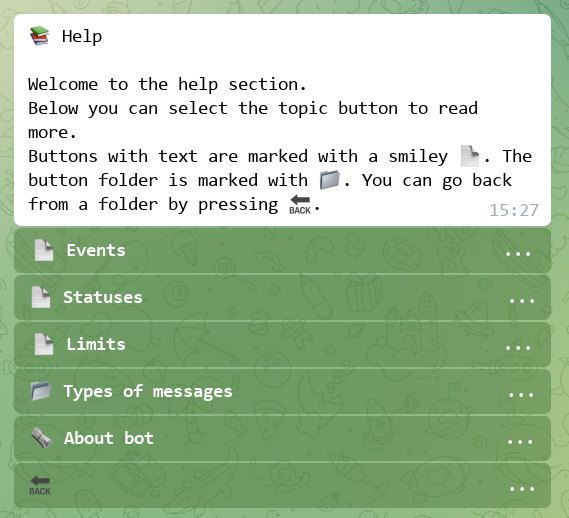 📚 Help
Welcome to the help section.
Below you can select the topic button to read
more.
Buttons with text are marked with a smiley 📄. The
button folder is marked with 📁. You can go back
from a folder by pressing 🔙.
15:27
📄 Events ...
📄 Statuses ...
📄 Limits ...
📁 Types of messages ...
🗞 About bot ...
🔙 ...